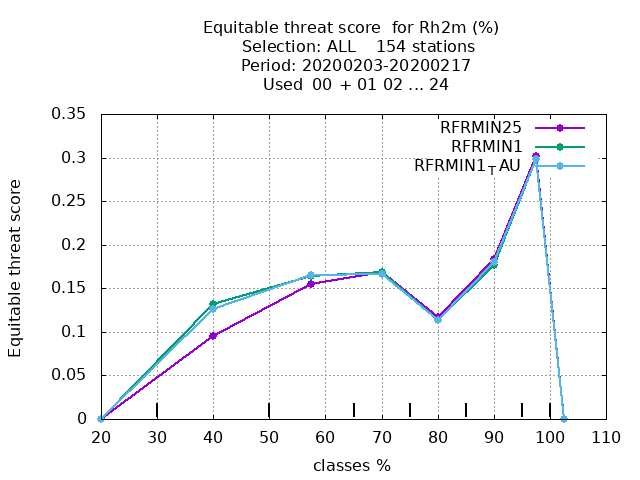 Equitable threat score  for Rh2m (%)
Selection: ALL    154 stations
Period: 20200203-20200217
Used  00  + 01 02 ... 24
0.35
0.3
0.25
0.2
0.15
0.1
0.05
0
Equitable threat score
RFRMIN25
RFRMIN1
RFRMIN1TAU
20 30 40 50 60 70 80 90 100 110
classes %